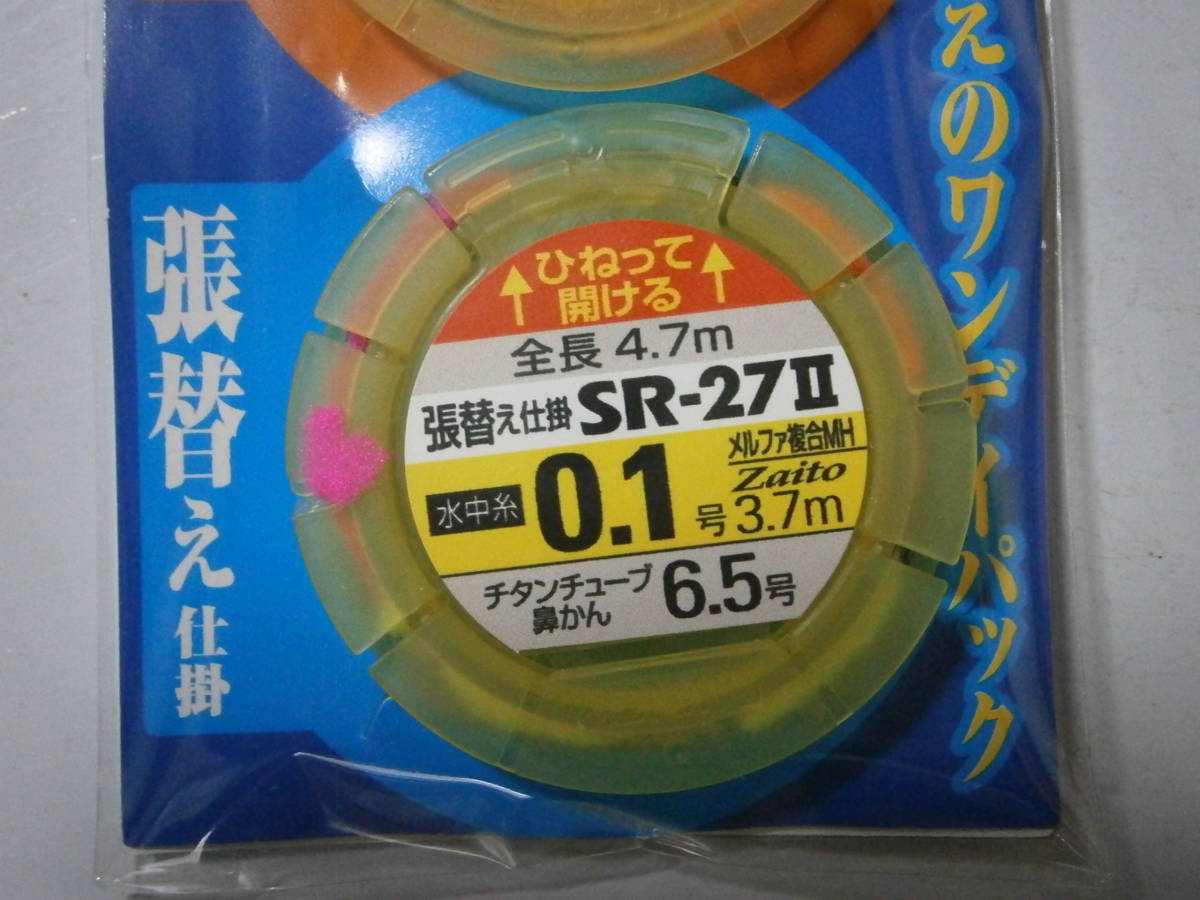 えのワンデイパック
張替え仕掛
ひねって
開ける
全長 4.7m
張替え仕掛 SR-27Ⅱ
水中糸 0.1号
メルファ複合MH
Zaito
3.7m
チタンチューブ
鼻かん
6.5号